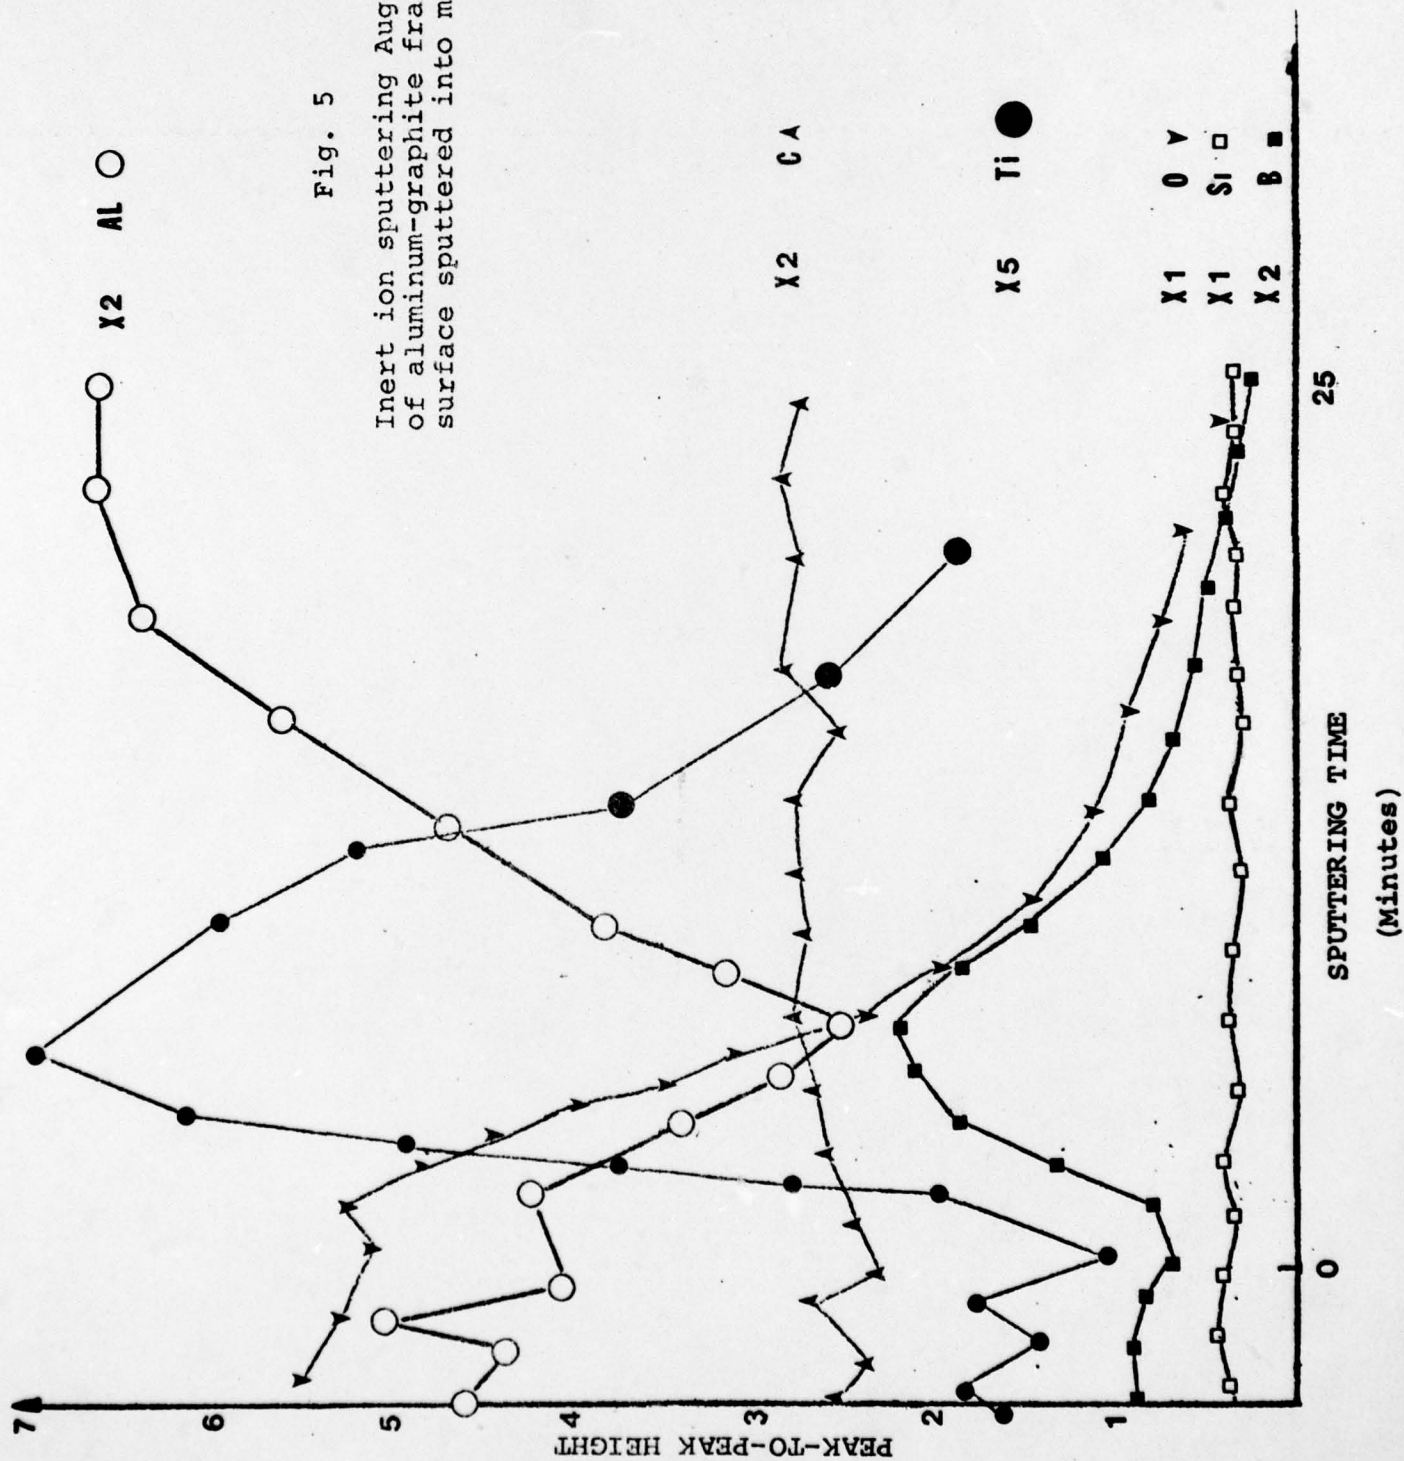 X2 AL
Fig. 5
Inert ion sputtering Aug
of aluminum-graphite fra
surface sputtered into m
X2 C
X5 Ti
X1 O
X1 Si
X2 B
7
6
5
4
3
2
1
PEAK-TO-PEAK HEIGHT
0
25
SPUTTERING TIME
(Minutes)